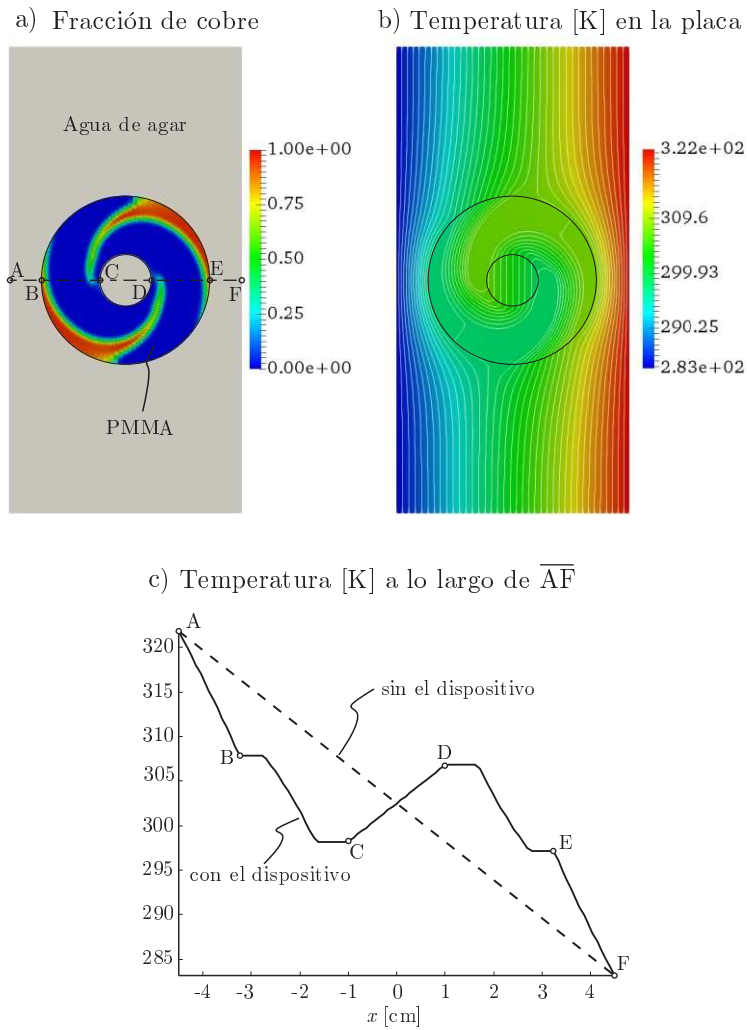 a) Fracción de cobre
b) Temperatura [K] en la placa
Agua de agar
A
B
C
D
E
F
PMMA
1.00e+00
0.75
0.50
0.25
0.00e+00
3.22e+02
309.6
299.93
290.25
2.83e+02
c) Temperatura [K] a lo largo de AF
A
320
sin el dispositivo
315
310
B
D
305
300
C
E
295
con el dispositivo
290
285
F
-4 -3 -2 -1 0 1 2 3 4
x [cm]